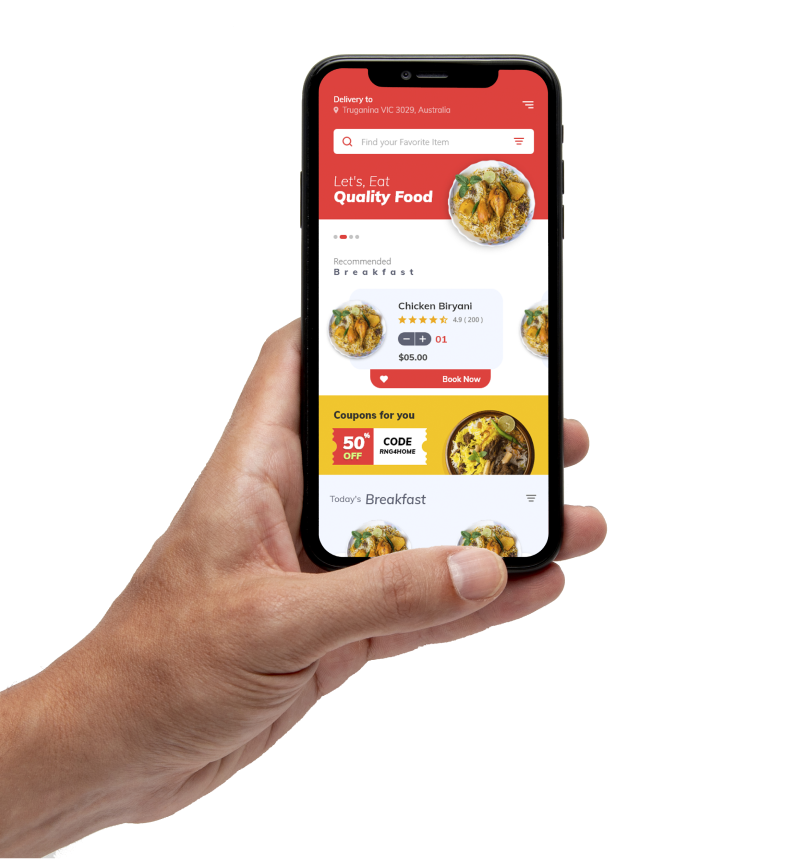 Delivery to
Truganina VIC 3029, Australia
Find your Favorite Item
Let's, Eat
Quality Food
Recommended
Breakfast
Chicken Biryani
4.9 ( 200 )
01
$05.00
Book Now
Coupons for you
50%
OFF
CODE
RNG4HOME
Today's Breakfast